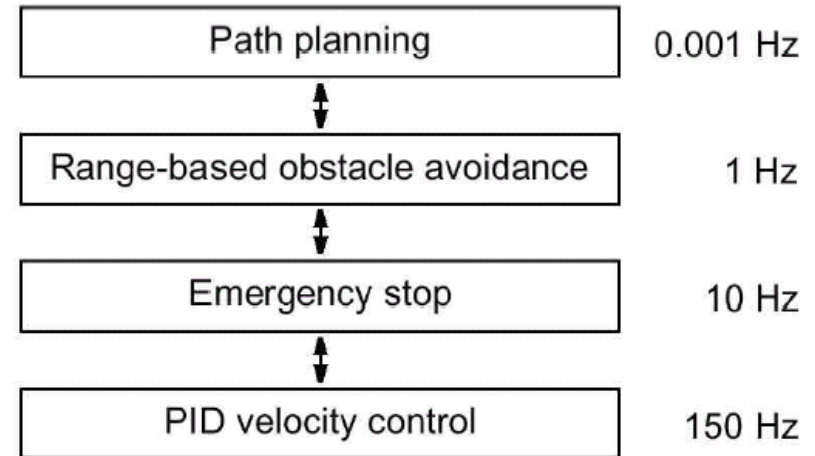 Path planning 0.001 Hz
Range-based obstacle avoidance 1 Hz
Emergency stop 10 Hz
PID velocity control 150 Hz